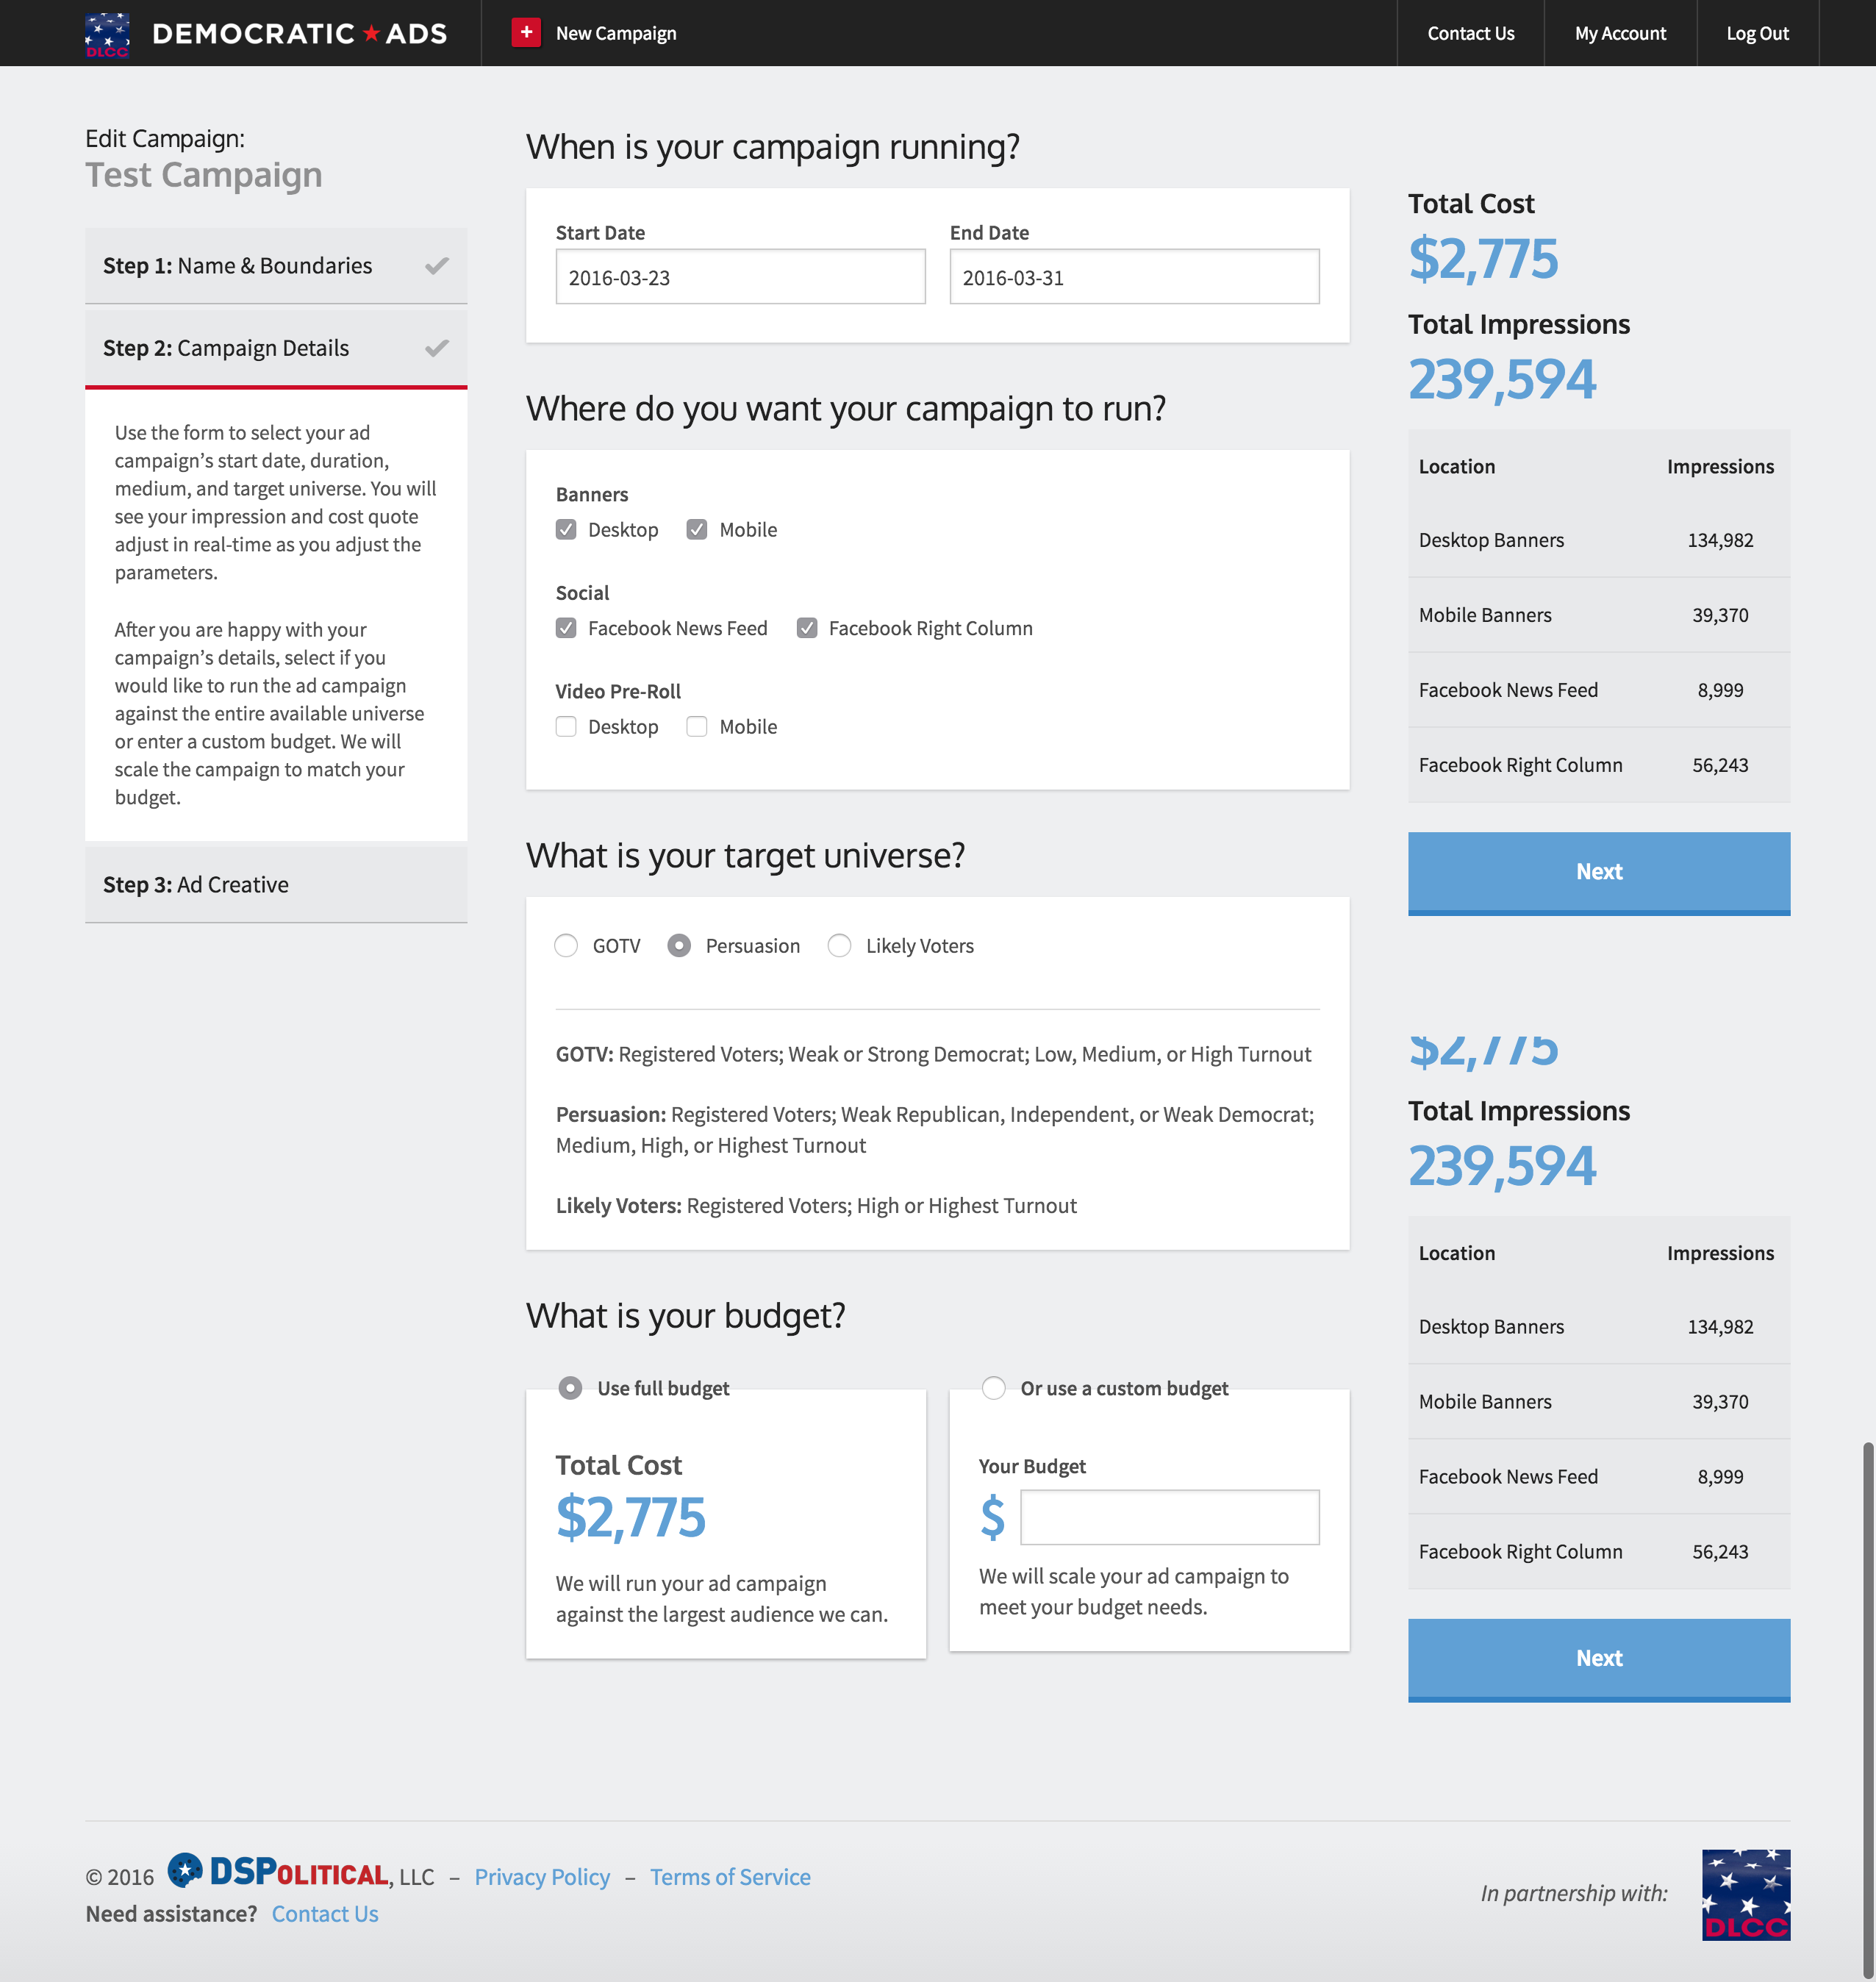 DLCC DEMOCRATIC ★ ADS
+ New Campaign
Contact Us
My Account
Log Out
Edit Campaign:
Test Campaign
Step 1: Name & Boundaries
Step 2: Campaign Details
Use the form to select your ad
campaign’s start date, duration,
medium, and target universe. You will
see your impression and cost quote
adjust in real-time as you adjust the
parameters.
After you are happy with your
campaign’s details, select if you
would like to run the ad campaign
against the entire available universe
or enter a custom budget. We will
scale the campaign to match your
budget.
Step 3: Ad Creative
When is your campaign running?
Start Date
End Date
2016-03-23
2016-03-31
Where do you want your campaign to run?
Banners
Desktop Mobile
Social
Facebook News Feed Facebook Right Column
Video Pre-Roll
Desktop Mobile
What is your target universe?
GOTV Persuasion Likely Voters
GOTV: Registered Voters; Weak or Strong Democrat; Low, Medium, or High Turnout
Persuasion: Registered Voters; Weak Republican, Independent, or Weak Democrat;
Medium, High, or Highest Turnout
Likely Voters: Registered Voters; High or Highest Turnout
What is your budget?
Use full budget
Total Cost
$2,775
We will run your ad campaign
against the largest audience we can.
Or use a custom budget
Your Budget
$
We will scale your ad campaign to
meet your budget needs.
Total Cost
$2,775
Total Impressions
239,594
Location Impressions
Desktop Banners 134,982
Mobile Banners 39,370
Facebook News Feed 8,999
Facebook Right Column 56,243
Next
$2,775
Total Impressions
239,594
Location Impressions
Desktop Banners 134,982
Mobile Banners 39,370
Facebook News Feed 8,999
Facebook Right Column 56,243
Next
© 2016 DSPOLITICAL, LLC – Privacy Policy – Terms of Service
Need assistance? Contact Us
In partnership with:
DLCC